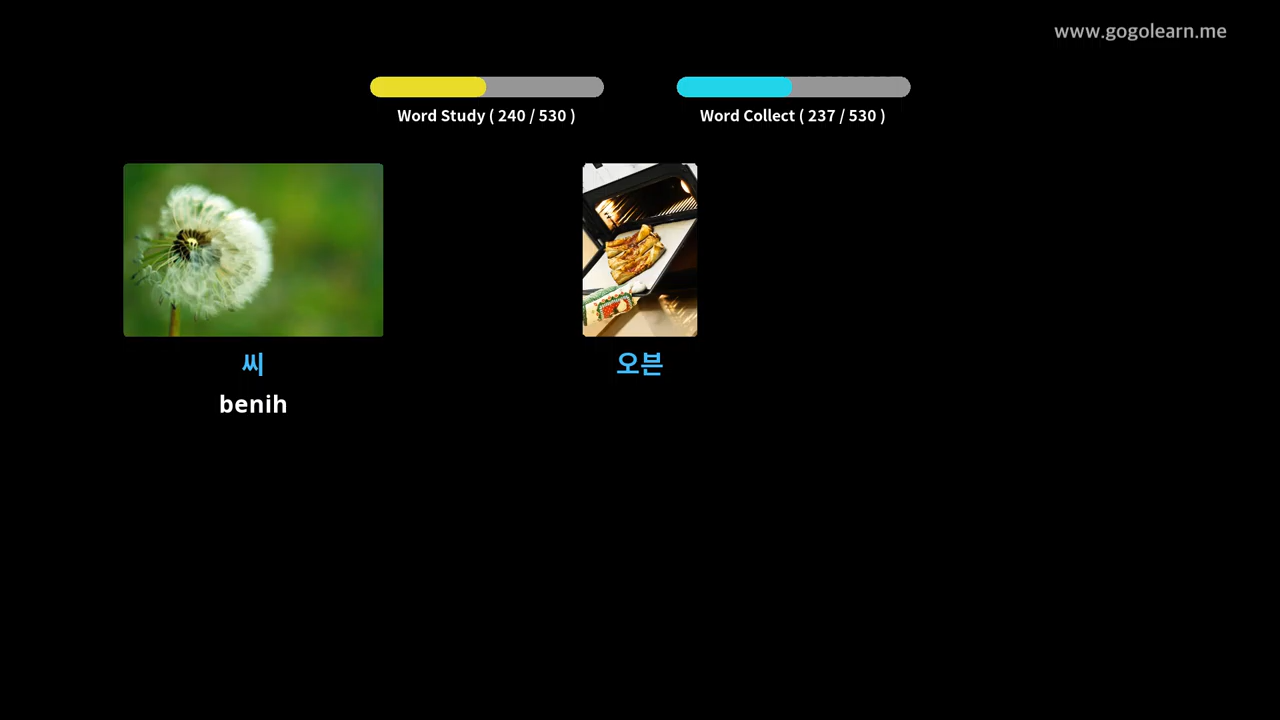 www.gogolearn.me
Word Study ( 240 / 530 )
Word Collect ( 237 / 530 )
씨
오븐
benih